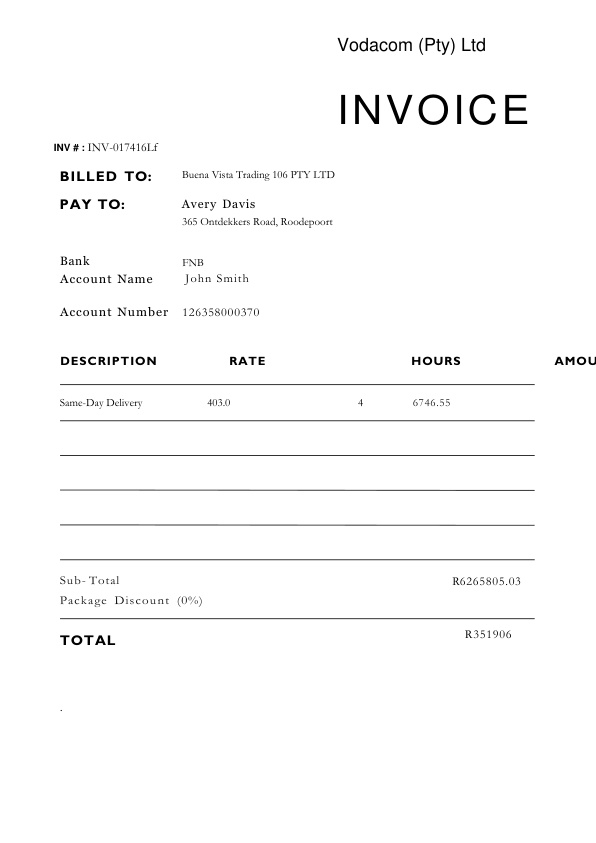 Vodacom (Pty) Ltd
INVOICE
INV # : INV-017416Lf
BILLED TO: Buena Vista Trading 106 PTY LTD
PAY TO: Avery Davis
365 Ontdekkers Road, Roodepoort
Bank FNB
Account Name John Smith
Account Number 126358000370
DESCRIPTION RATE HOURS AMOU
Same-Day Delivery 403.0 4 6746.55
Sub-Total R6265805.03
Package Discount (0%)
TOTAL R351906
.